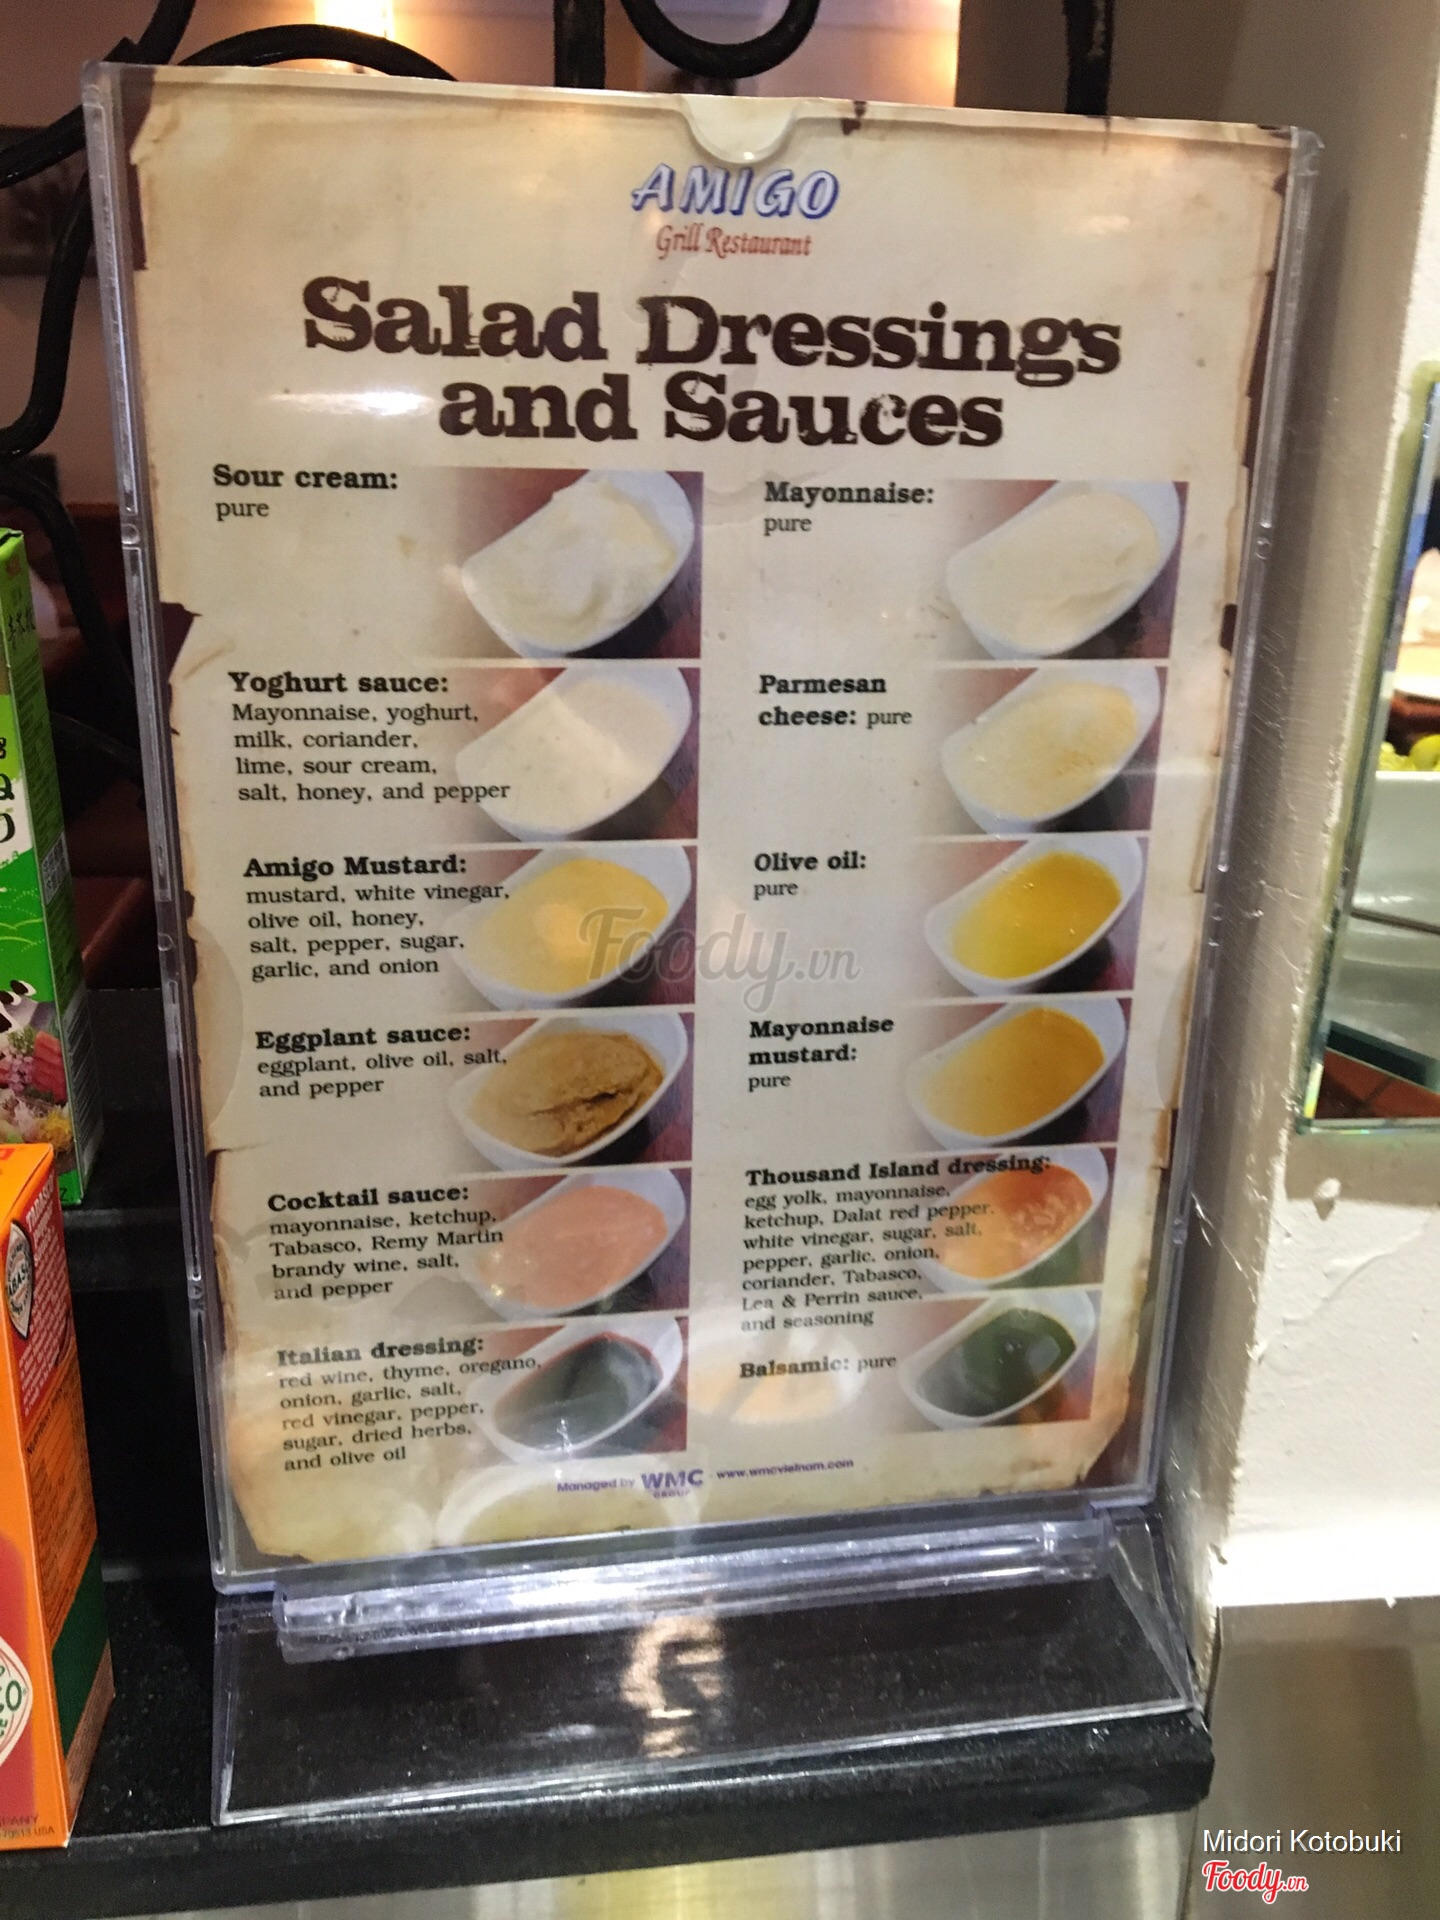 AMIGO
Grill Restaurant
Salad Dressings
and Sauces
Sour cream:
pure
Yoghurt sauce:
Mayonnaise, yoghurt,
milk, coriander,
lime, sour cream,
salt, honey, and pepper
Amigo Mustard:
mustard, white vinegar,
olive oil, honey,
salt, pepper, sugar,
garlic, and onion
Eggplant sauce:
eggplant, olive oil, salt,
and pepper
Cocktail sauce:
mayonnaise, ketchup,
Tabasco, Remy Martin
brandy wine, salt,
and pepper
Italian dressing:
red wine, thyme, oregano,
onion, garlic, salt,
red vinegar, pepper,
sugar, dried herbs,
and olive oil
Mayonnaise:
pure
Parmesan
cheese: pure
Olive oil:
pure
Mayonnaise
mustard:
pure
Thousand Island dressing:
egg yolk, mayonnaise,
ketchup, Dalat red pepper,
white vinegar, sugar, salt,
pepper, garlic, onion,
coriander, Tabasco,
Lea & Perrin sauce,
and seasoning
Balsamic: pure
Managed by WMC GROUP - www.wmcvietnam.com
Foody.vn
TABASCO
Midori Kotobuki
Foody.vn